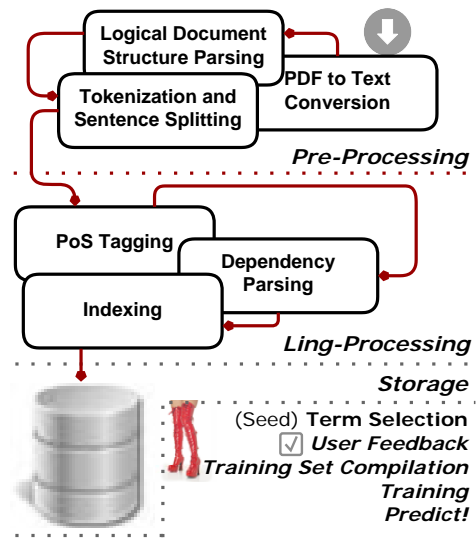 Logical Document
Structure Parsing
PDF to Text
Conversion
Tokenization and
Sentence Splitting
Pre-Processing
PoS Tagging
Dependency
Parsing
Indexing
Ling-Processing
Storage
(Seed) Term Selection
User Feedback
Training Set Compilation
Training
Predict!